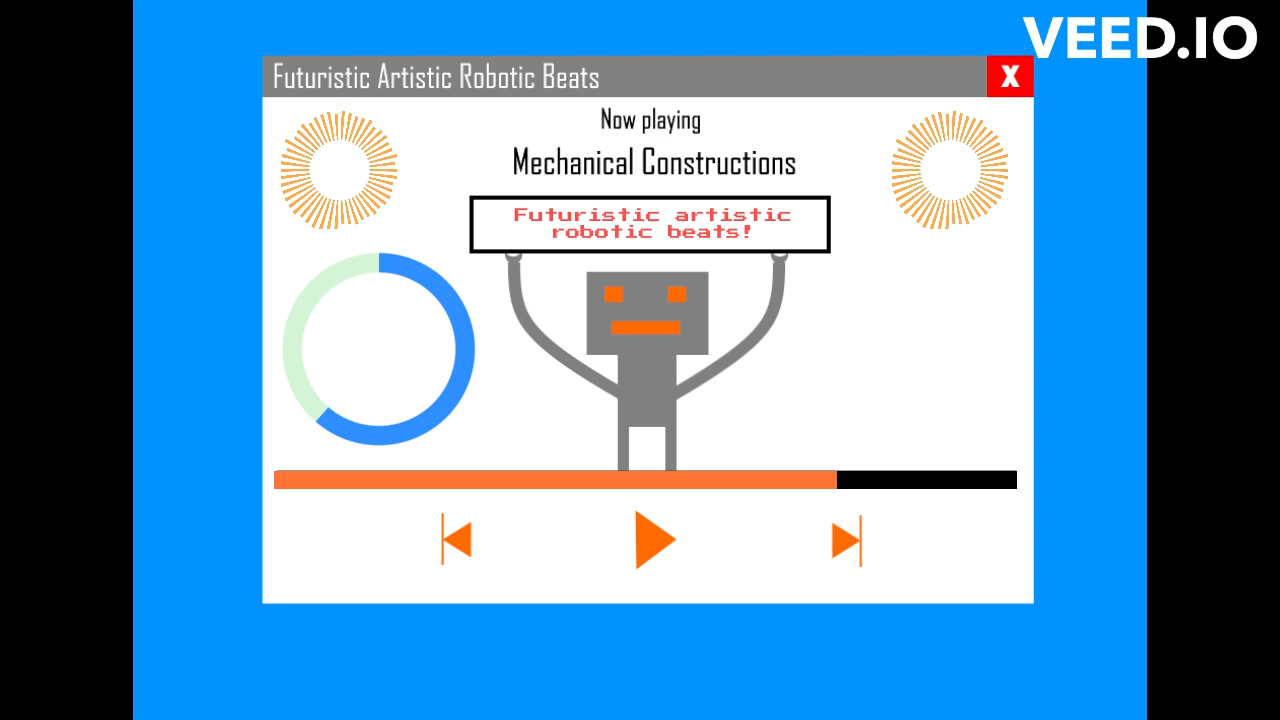 VEED.IO
Futuristic Artistic Robotic Beats
X
Now playing
Mechanical Constructions
Futuristic artistic
robotic beats!